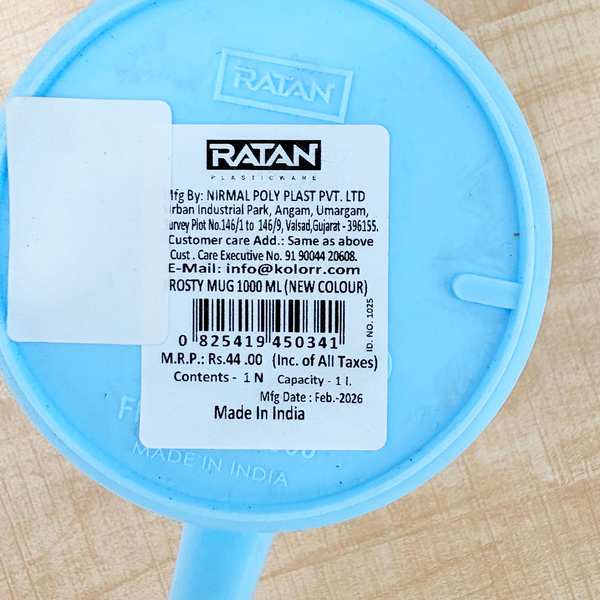 RATAN
RATAN
PLASTICWARE
Mfg By: NIRMAL POLY PLAST PVT. LTD
Urban Industrial Park, Angam, Umargam,
Survey Plot No.146/1 to 146/9, Valsad,Gujarat - 396155.
Customer care Add.: Same as above
Cust . Care Executive No. 91 90044 20608.
E-Mail: info@kolorr.com
ROSTY MUG 1000 ML (NEW COLOUR)
0 825419 450341
ID. NO. 1025
M.R.P.: Rs.44 .00 (Inc. of All Taxes)
Contents - 1 N Capacity - 1 l.
Mfg Date : Feb.-2026
Made In India
MADE IN INDIA